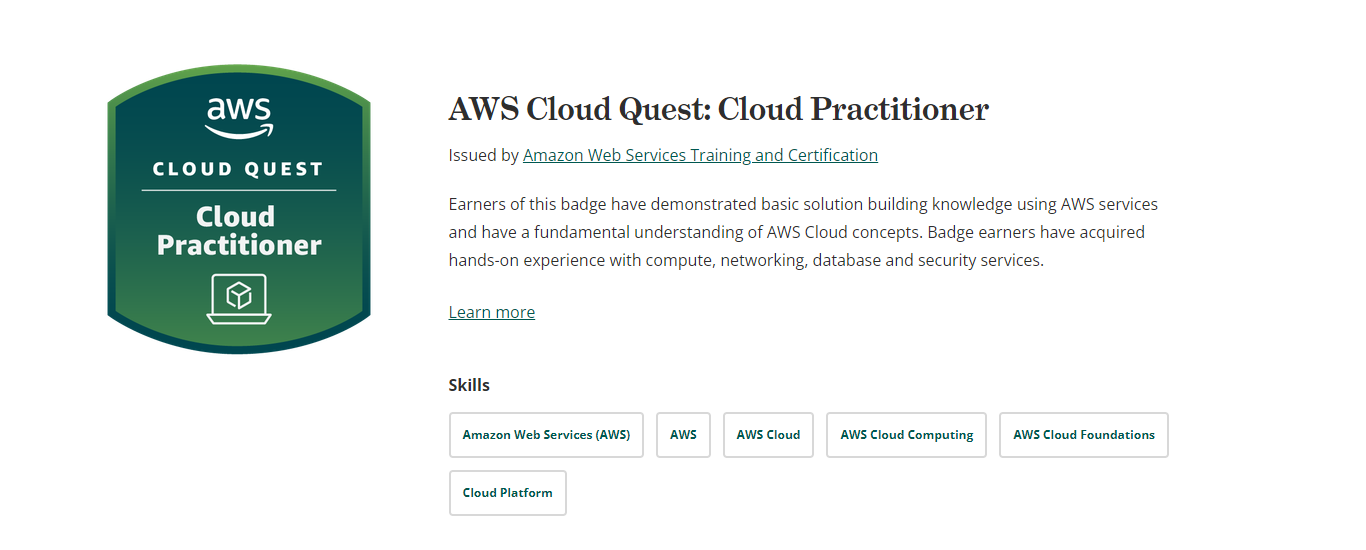 aws
CLOUD QUEST
Cloud
Practitioner
AWS Cloud Quest: Cloud Practitioner
Issued by Amazon Web Services Training and Certification
Earners of this badge have demonstrated basic solution building knowledge using AWS services
and have a fundamental understanding of AWS Cloud concepts. Badge earners have acquired
hands-on experience with compute, networking, database and security services.
Learn more
Skills
Amazon Web Services (AWS)
AWS
AWS Cloud
AWS Cloud Computing
AWS Cloud Foundations
Cloud Platform